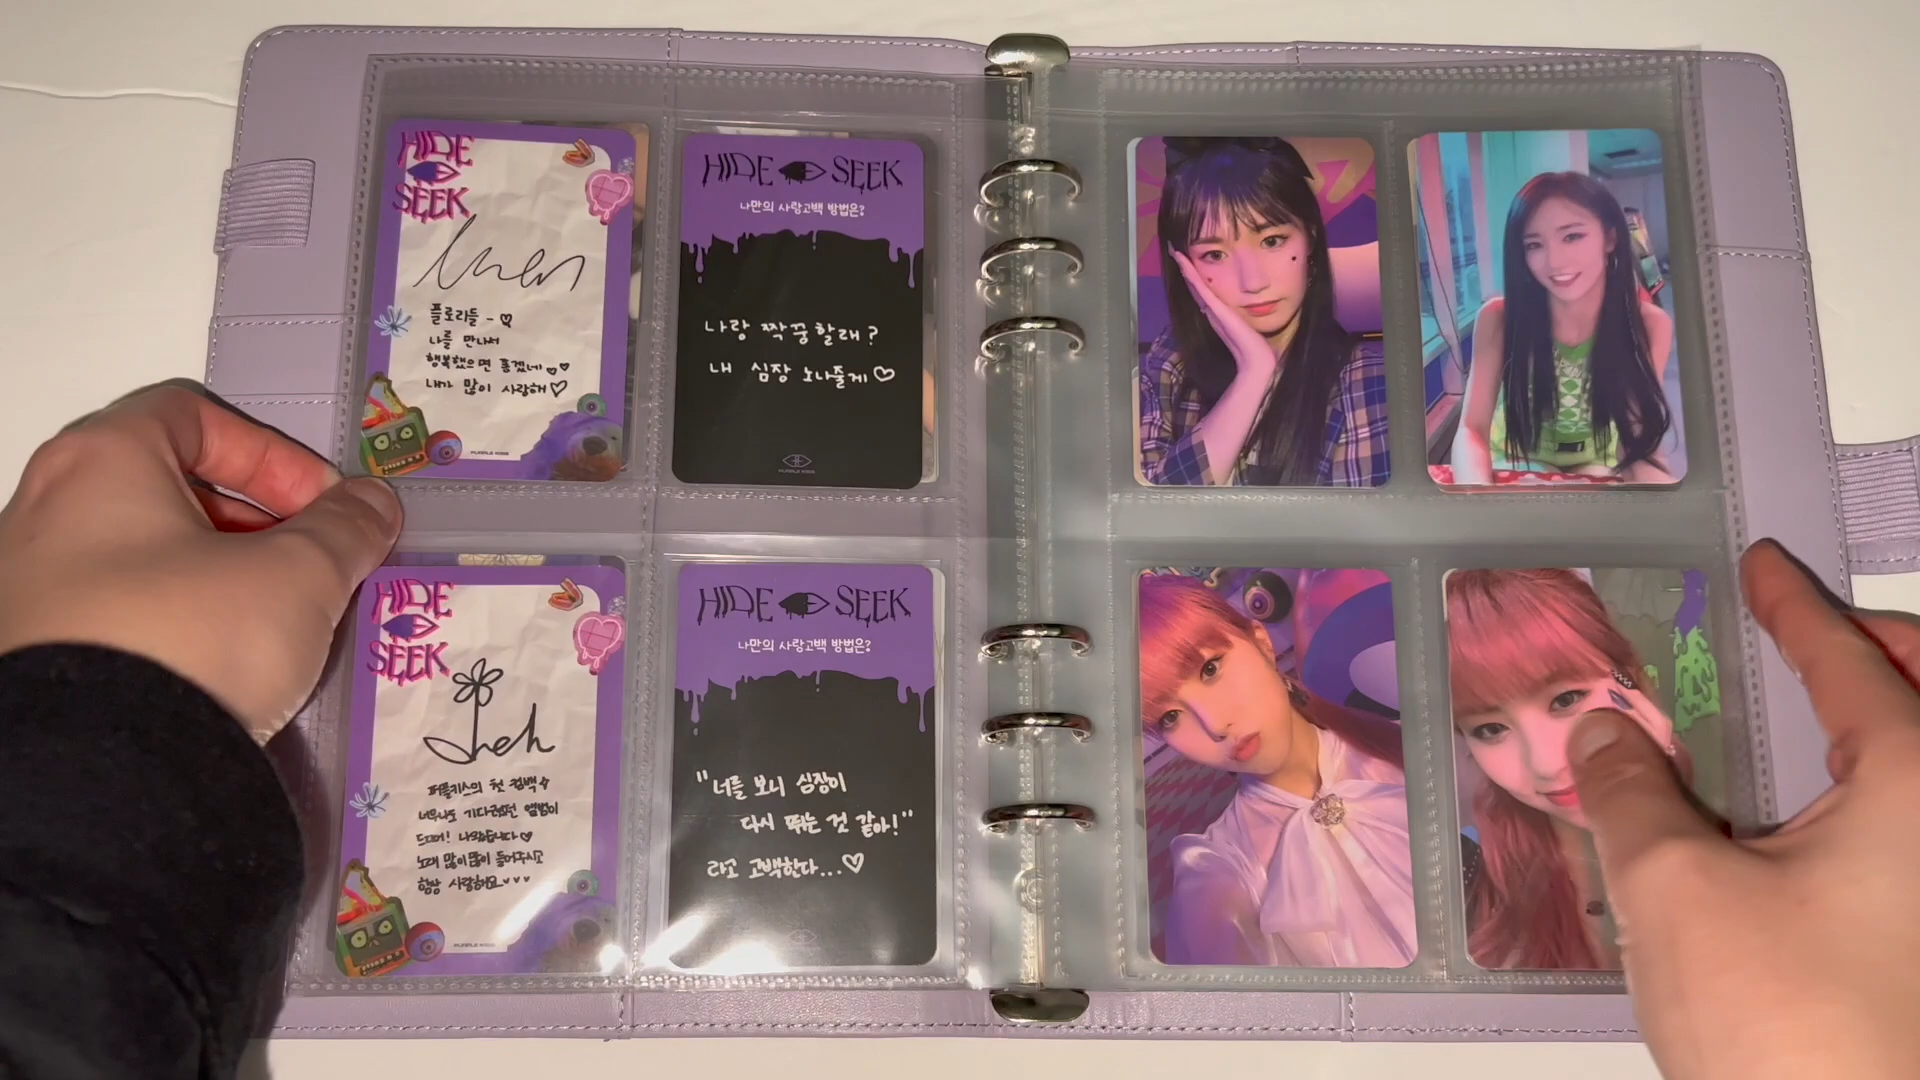 HIDE
SEEK
플로리들 - ♡
나를 만나서
행복했으면 좋겠네 ♡♡
내가 많이 사랑해 ♡
PURPLE KISS
HIDE SEEK
나만의 사랑고백 방법은?
나랑 짝꿍할래?
내 심장 노나줄게 ♡
PURPLE KISS
HIDE
SEEK
퍼플키스의 첫 컴백
너무나도 기다려왔던 앨범이
드디어! 나왔습니다 ♡
노래 많이많이 들어주시고
항상 사랑해요
PURPLE KISS
HIDE SEEK
나만의 사랑고백 방법은?
"너를 보니 심장이
다시 뛰는 것 같아!"
라고 고백한다...♡